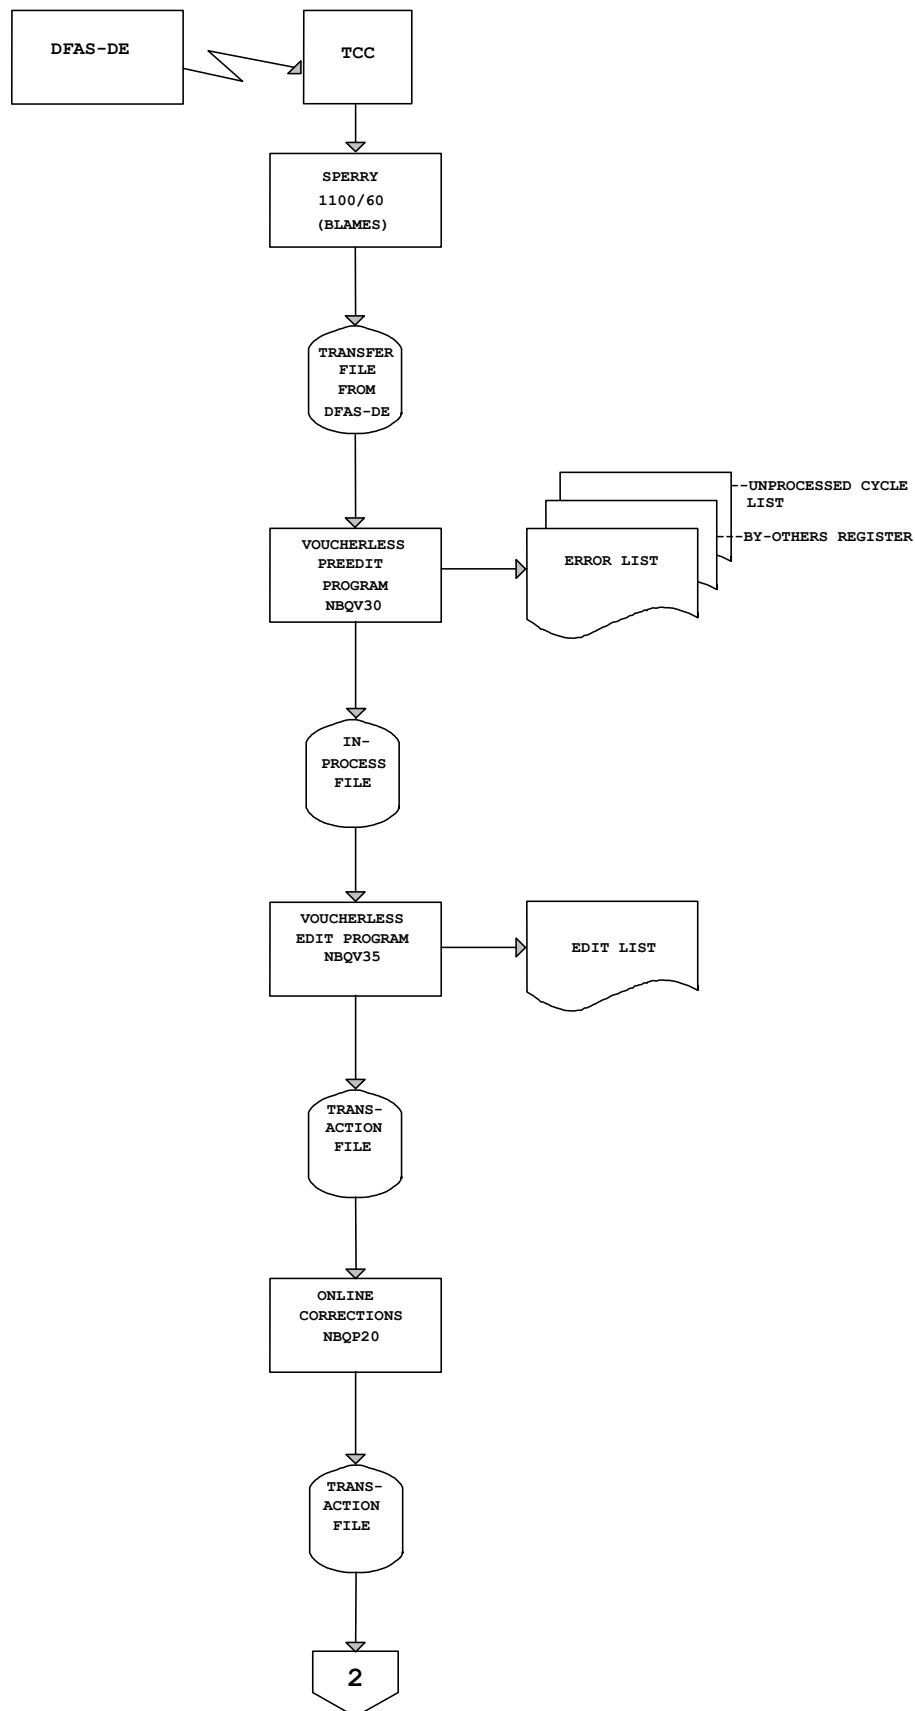 DFAS-DE
TCC
SPERRY
1100/60
(BLAMES)
TRANSFER
FILE
FROM
DFAS-DE
VOUCHERLESS
PREEDIT
PROGRAM
NBQV30
ERROR LIST
--UNPROCESSED CYCLE
LIST
---BY-OTHERS REGISTER
IN-
PROCESS
FILE
VOUCHERLESS
EDIT PROGRAM
NBQV35
EDIT LIST
TRANS-
ACTION
FILE
ONLINE
CORRECTIONS
NBQP20
TRANS-
ACTION
FILE
2